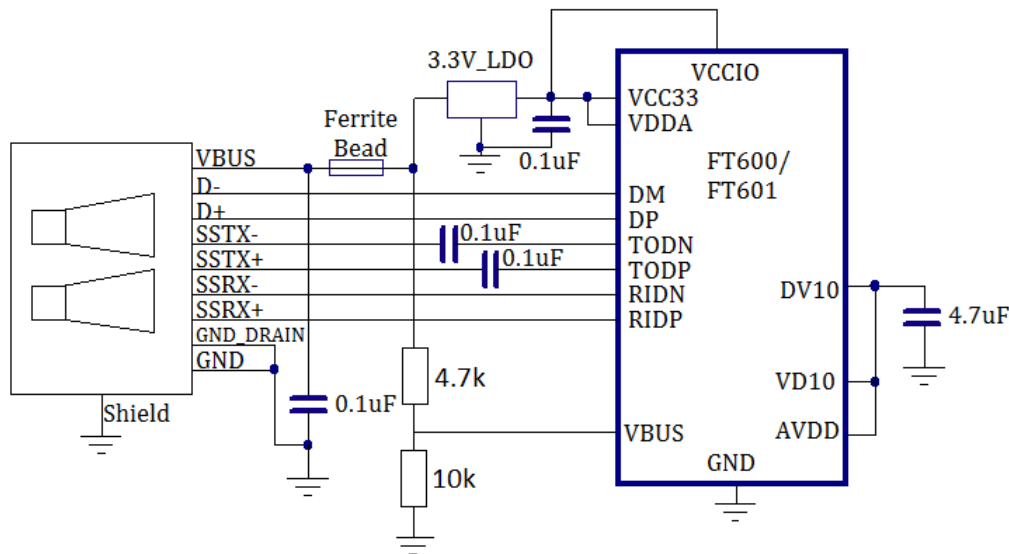 3.3V_LDO
Ferrite
Bead
0.1uF
VBUS
D-
D+
SSTX-
SSTX+
SSRX-
SSRX+
GND_DRAIN
GND
Shield
0.1uF
0.1uF
0.1uF
4.7k
10k
VCCIO
VCC33
VDDA
FT600/
FT601
DM
DP
TODN
TODP
RIDN
RIDP
VBUS
GND
DV10
VD10
AVDD
4.7uF